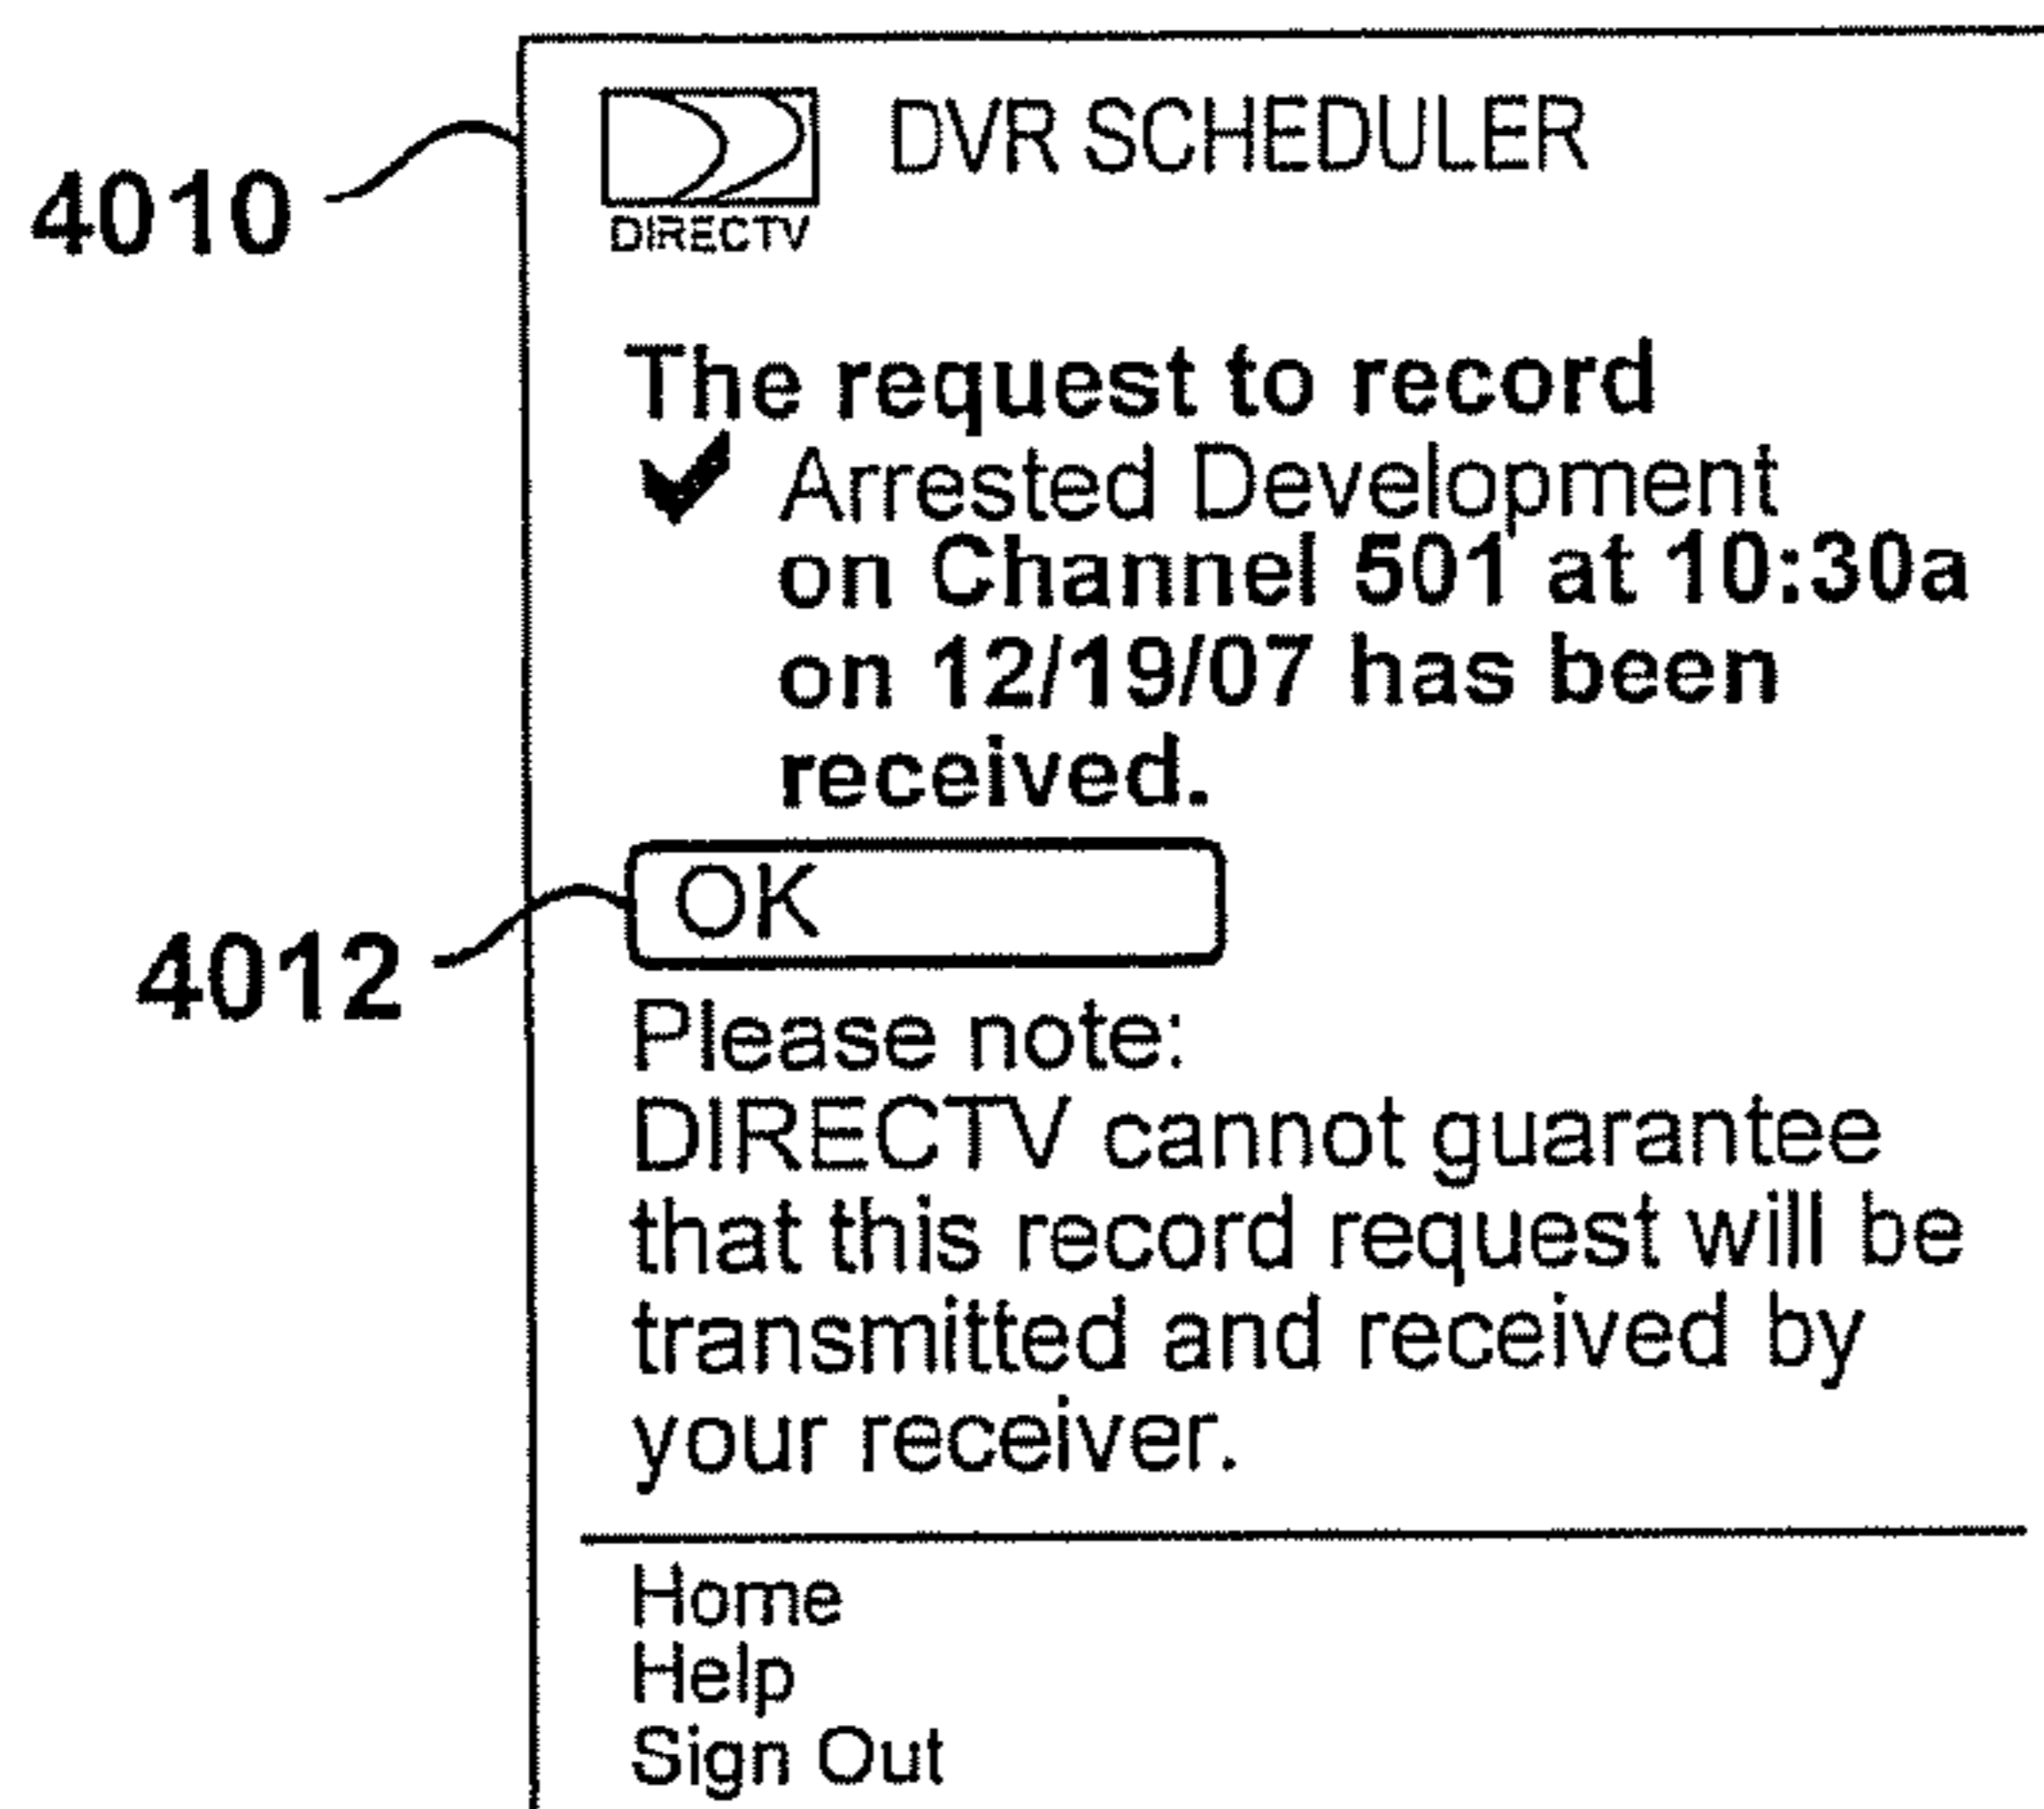 4010
DIRECTV
DVR SCHEDULER
The request to record
Arrested Development
on Channel 501 at 10:30a
on 12/19/07 has been
received.
4012
OK
Please note:
DIRECTV cannot guarantee
that this record request will be
transmitted and received by
your receiver.
Home
Help
Sign Out